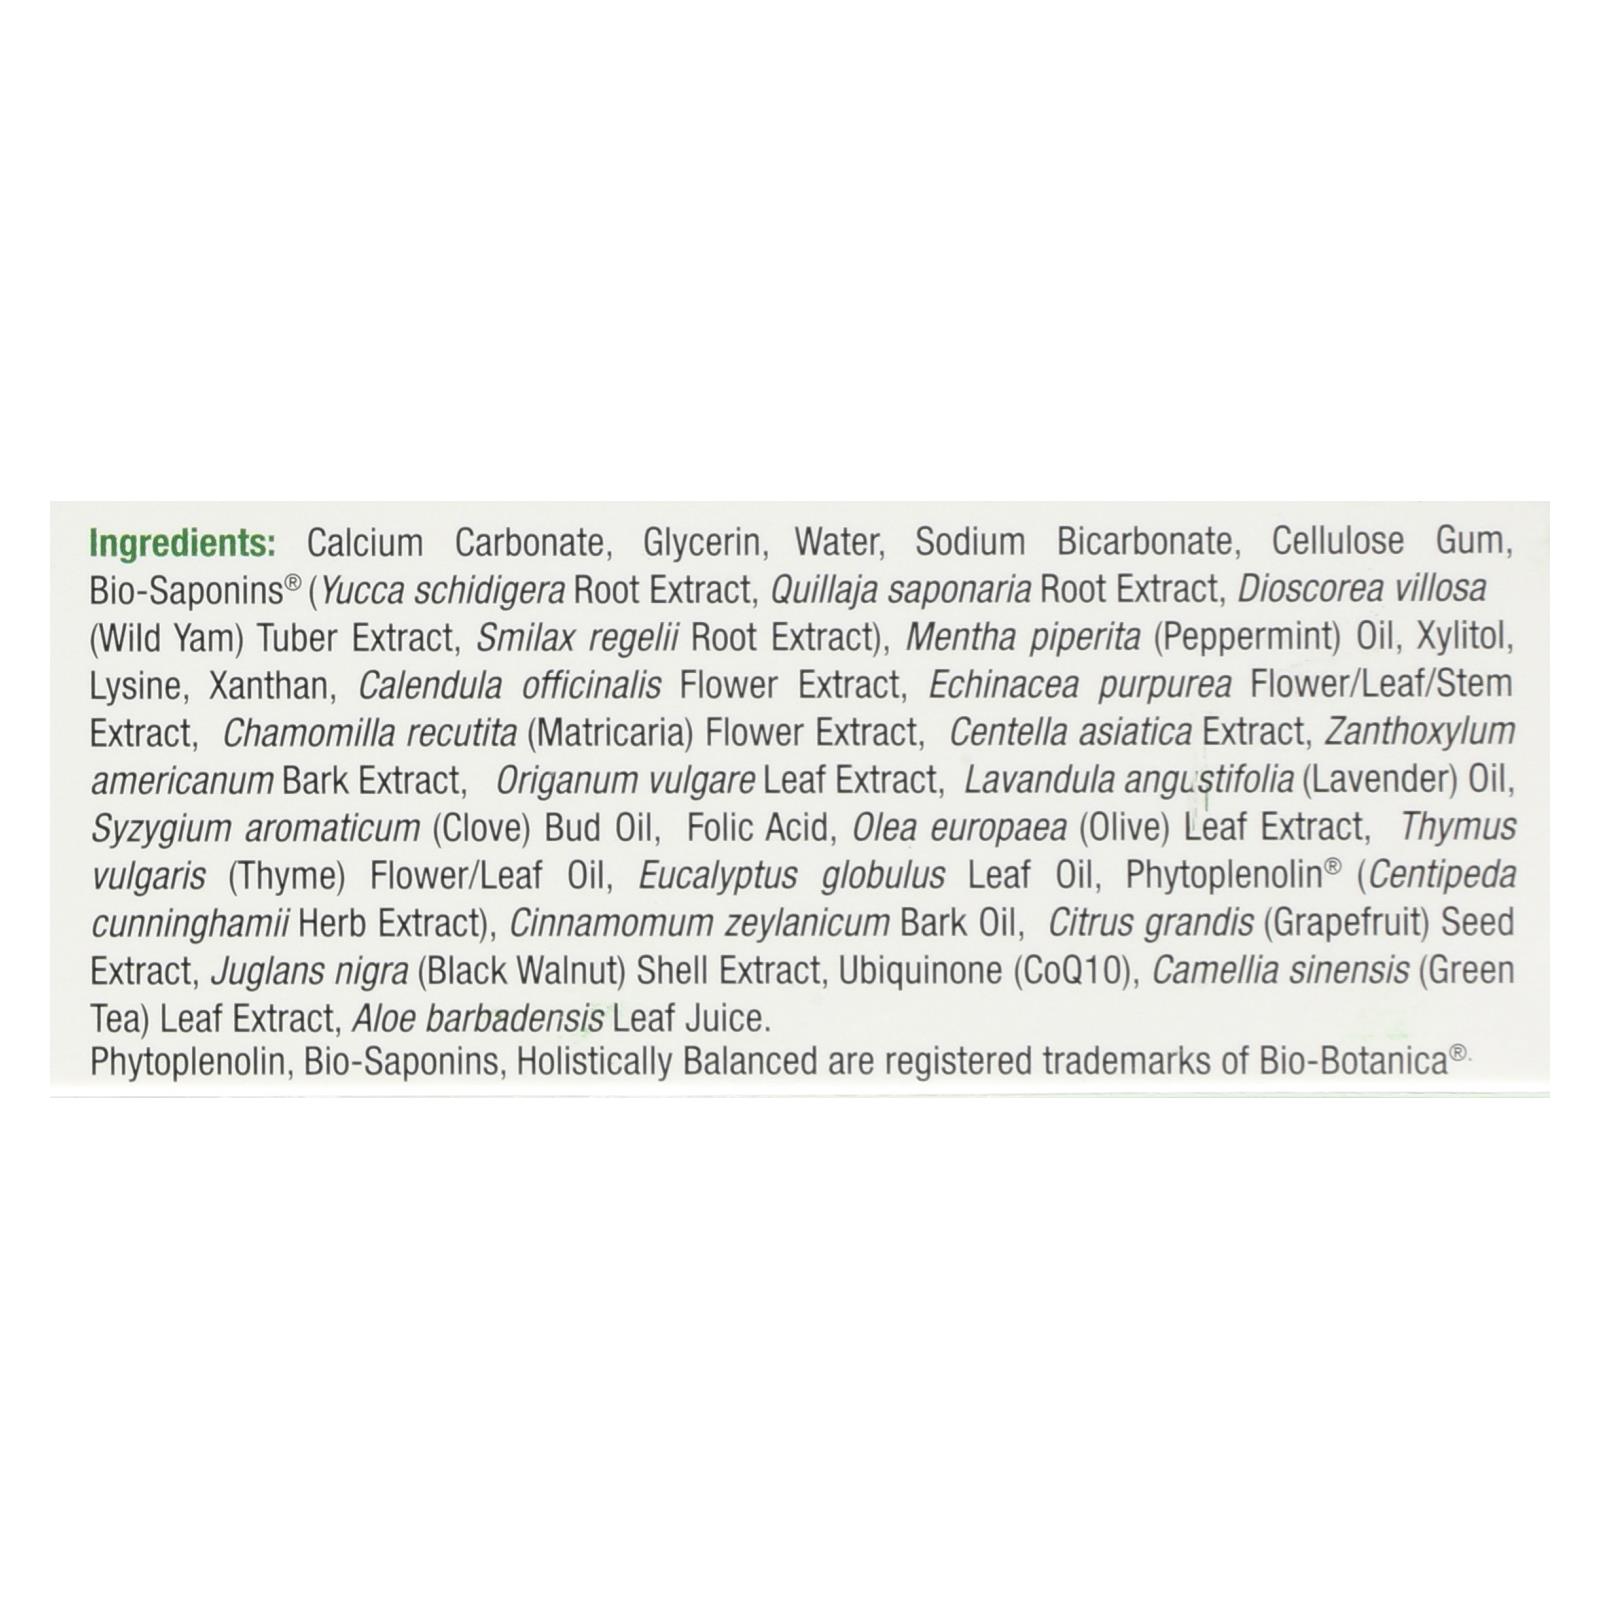 Ingredients: Calcium Carbonate, Glycerin, Water, Sodium Bicarbonate, Cellulose Gum,
Bio-Saponins® (Yucca schidigera Root Extract, Quillaja saponaria Root Extract, Dioscorea villosa
(Wild Yam) Tuber Extract, Smilax regelii Root Extract), Mentha piperita (Peppermint) Oil, Xylitol,
Lysine, Xanthan, Calendula officinalis Flower Extract, Echinacea purpurea Flower/Leaf/Stem
Extract, Chamomilla recutita (Matricaria) Flower Extract, Centella asiatica Extract, Zanthoxylum
americanum Bark Extract, Origanum vulgare Leaf Extract, Lavandula angustifolia (Lavender) Oil,
Syzygium aromaticum (Clove) Bud Oil, Folic Acid, Olea europaea (Olive) Leaf Extract, Thymus
vulgaris (Thyme) Flower/Leaf Oil, Eucalyptus globulus Leaf Oil, Phytoplenolin® (Centipeda
cunninghamii Herb Extract), Cinnamomum zeylanicum Bark Oil, Citrus grandis (Grapefruit) Seed
Extract, Juglans nigra (Black Walnut) Shell Extract, Ubiquinone (CoQ10), Camellia sinensis (Green
Tea) Leaf Extract, Aloe barbadensis Leaf Juice.
Phytoplenolin, Bio-Saponins, Holistically Balanced are registered trademarks of Bio-Botanica®.